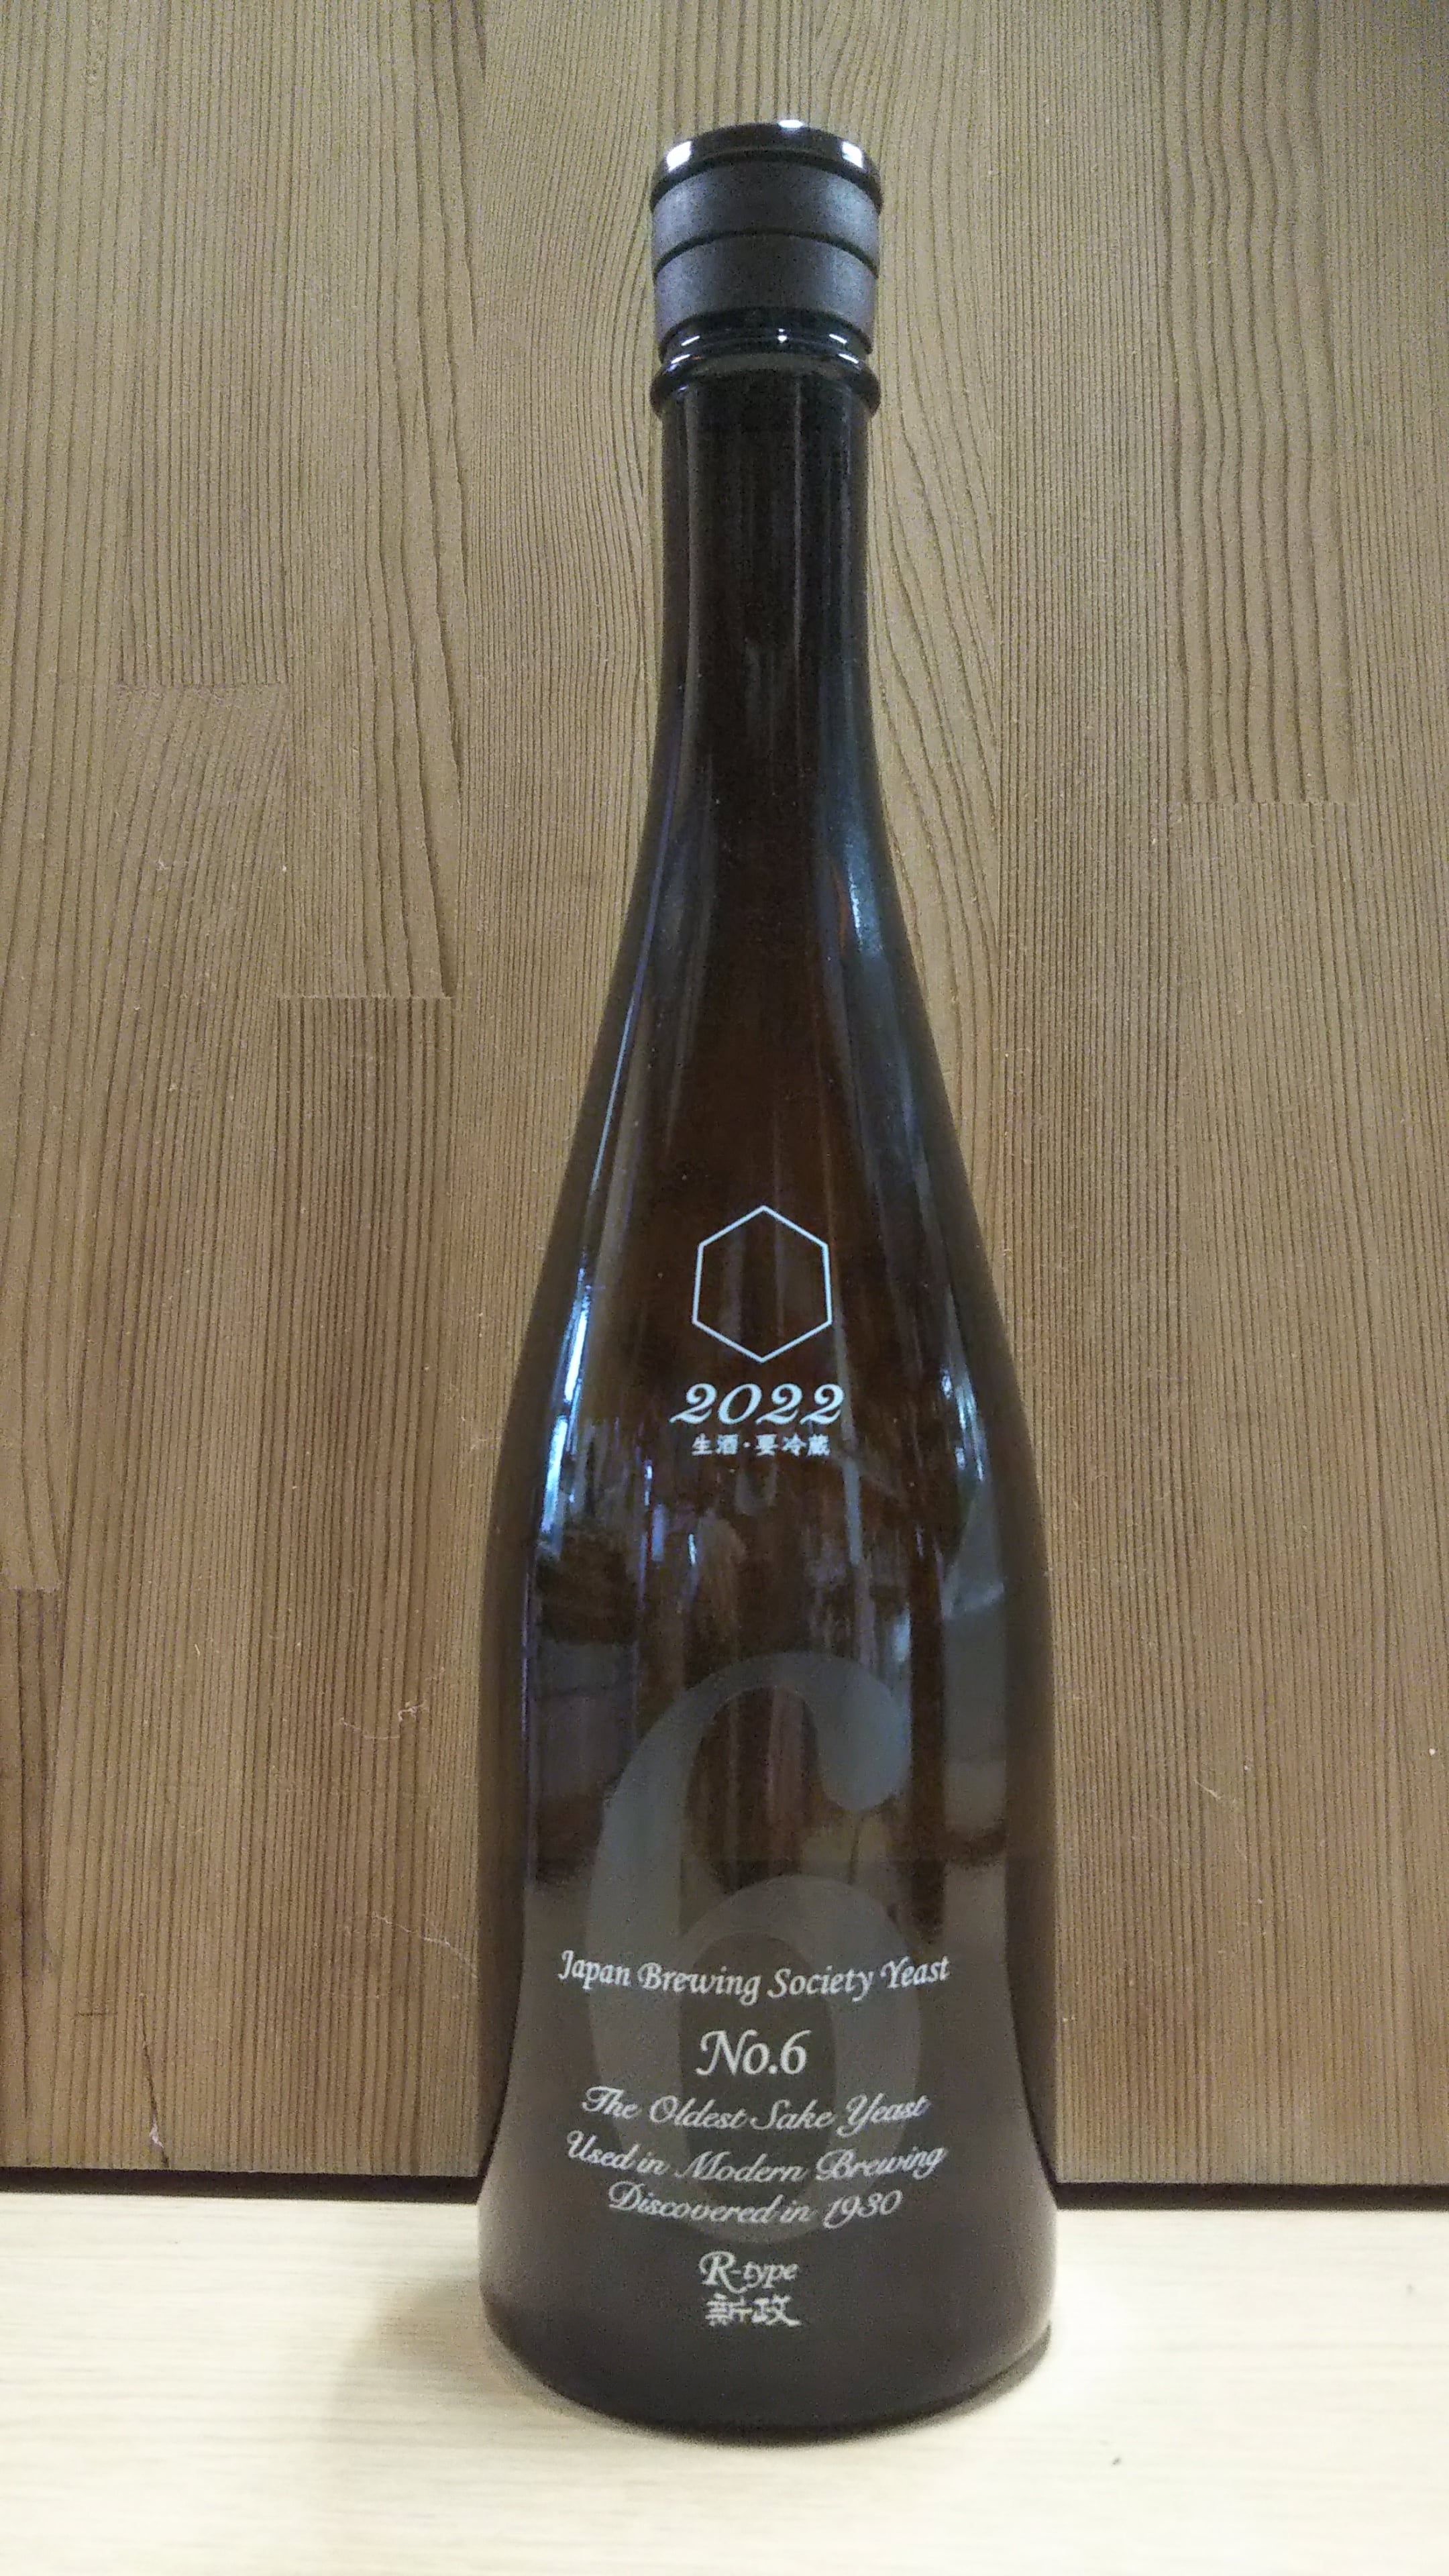 2022
生酒・要冷蔵
6
Japan Brewing Society Yeast
No.6
The Oldest Sake Yeast
Used in Modern Brewing
Discovered in 1930
R-type
新政